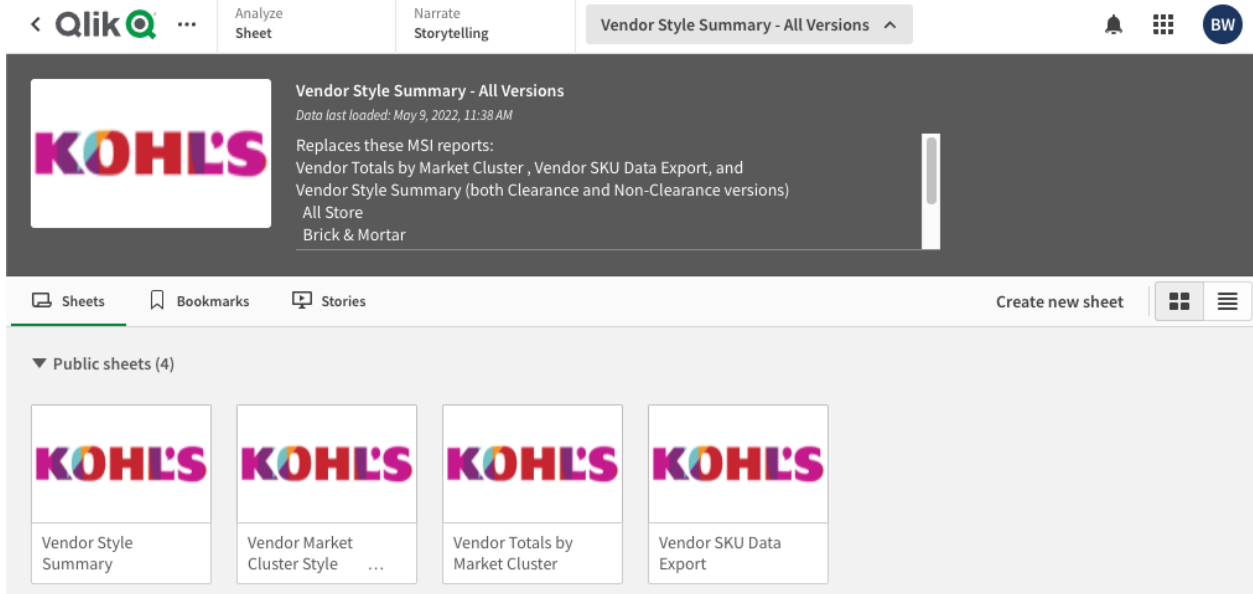 Qlik
Analyze
Sheet
Narrate
Storytelling
Vendor Style Summary - All Versions
BW
KOHL'S
Vendor Style Summary - All Versions
Data last loaded: May 9, 2022, 11:38 AM
Replaces these MSI reports:
Vendor Totals by Market Cluster , Vendor SKU Data Export, and
Vendor Style Summary (both Clearance and Non-Clearance versions)
All Store
Brick & Mortar
Sheets
Bookmarks
Stories
Create new sheet
Public sheets (4)
KOHL'S
KOHL'S
KOHL'S
KOHL'S
Vendor Style
Summary
Vendor Market
Cluster Style ...
Vendor Totals by
Market Cluster
Vendor SKU Data
Export